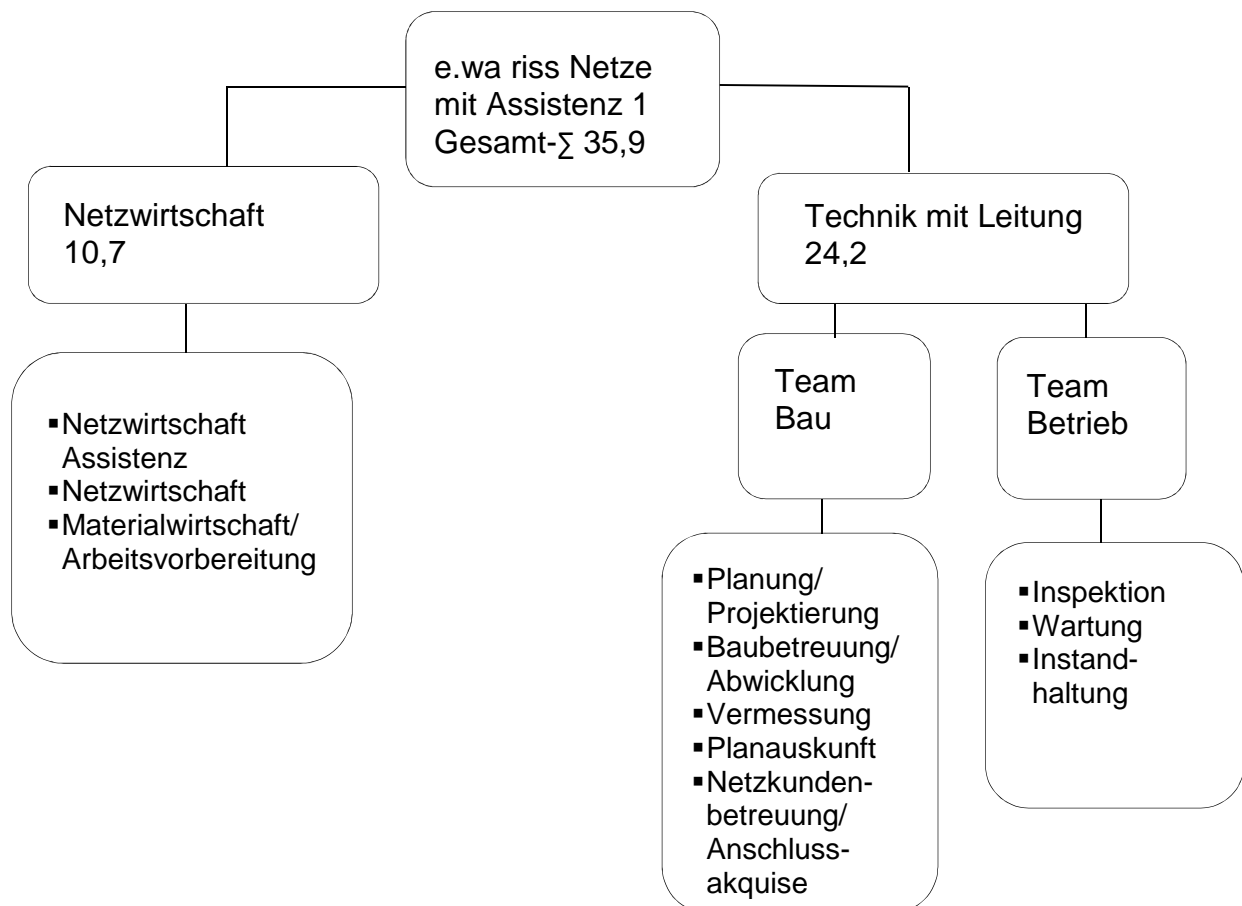 e.wa riss Netze
mit Assistenz 1
Gesamt-∑ 35,9
Netzwirtschaft
10,7
Technik mit Leitung
24,2
▪Netzwirtschaft
Assistenz
▪Netzwirtschaft
▪Materialwirtschaft/
Arbeitsvorbereitung
Team
Bau
Team
Betrieb
▪Planung/
Projektierung
▪Baubetreuung/
Abwicklung
▪Vermessung
▪Planauskunft
▪Netzkunden-
betreuung/
Anschluss-
akquise
▪Inspektion
▪Wartung
▪Instand-
haltung